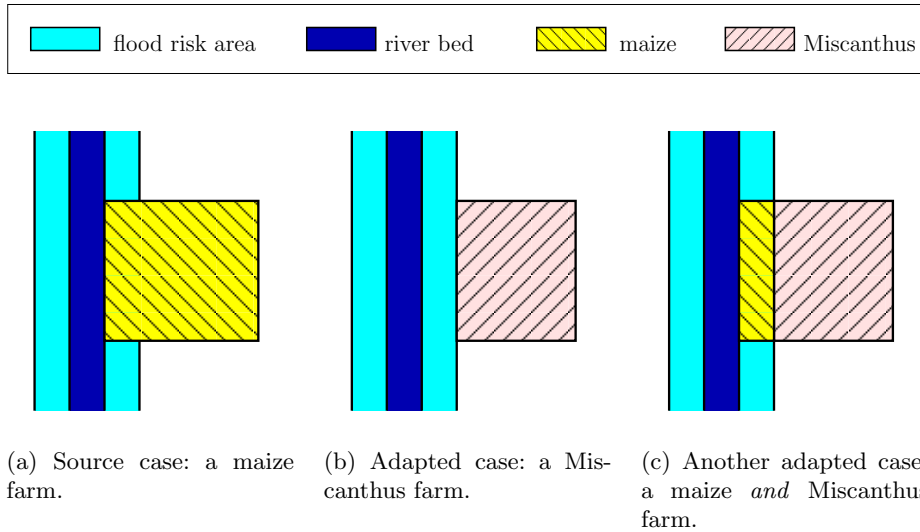 flood risk area river bed maize Miscanthus
(a) Source case: a maize farm.
(b) Adapted case: a Mis-
canthus farm.
(c) Another adapted case
a maize and Miscanthus
farm.